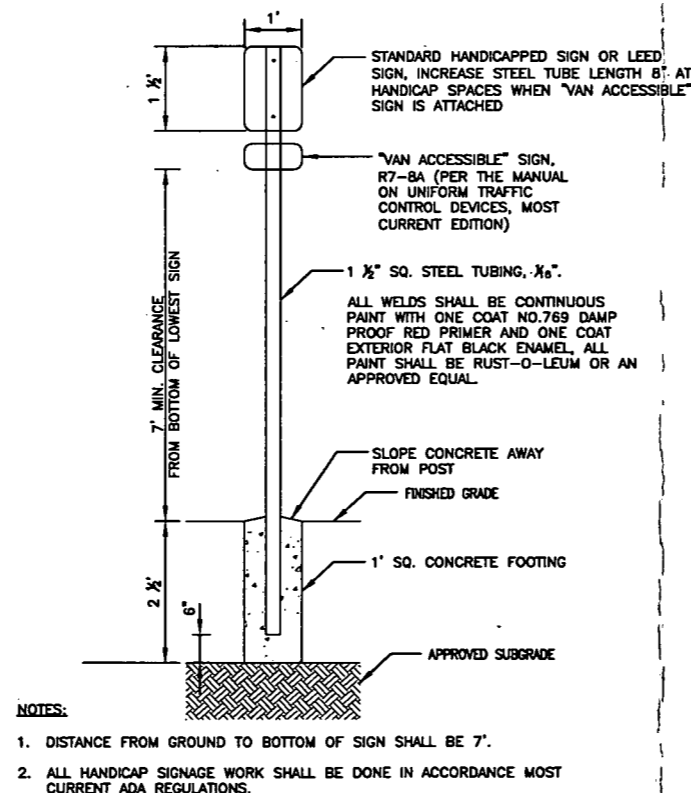 1'
1 ½'
STANDARD HANDICAPPED SIGN OR LEED
SIGN, INCREASE STEEL TUBE LENGTH 8" AT
HANDICAP SPACES WHEN "VAN ACCESSIBLE"
SIGN IS ATTACHED
"VAN ACCESSIBLE" SIGN,
R7-8A (PER THE MANUAL
ON UNIFORM TRAFFIC
CONTROL DEVICES, MOST
CURRENT EDITION)
7' MIN. CLEARANCE
FROM BOTTOM OF LOWEST SIGN
1 ½" SQ. STEEL TUBING,
ALL WELDS SHALL BE CONTINUOUS
PAINT WITH ONE COAT NO.769 DAMP
PROOF RED PRIMER AND ONE COAT
EXTERIOR FLAT BLACK ENAMEL, ALL
PAINT SHALL BE RUST-O-LEUM OR AN
APPROVED EQUAL
SLOPE CONCRETE AWAY
FROM POST
FINISHED GRADE
2 ½'
6"
1' SQ. CONCRETE FOOTING
APPROVED SUBGRADE
NOTES:
1. DISTANCE FROM GROUND TO BOTTOM OF SIGN SHALL BE 7'.
2. ALL HANDICAP SIGNAGE WORK SHALL BE DONE IN ACCORDANCE MOST
CURRENT ADA REGULATIONS.